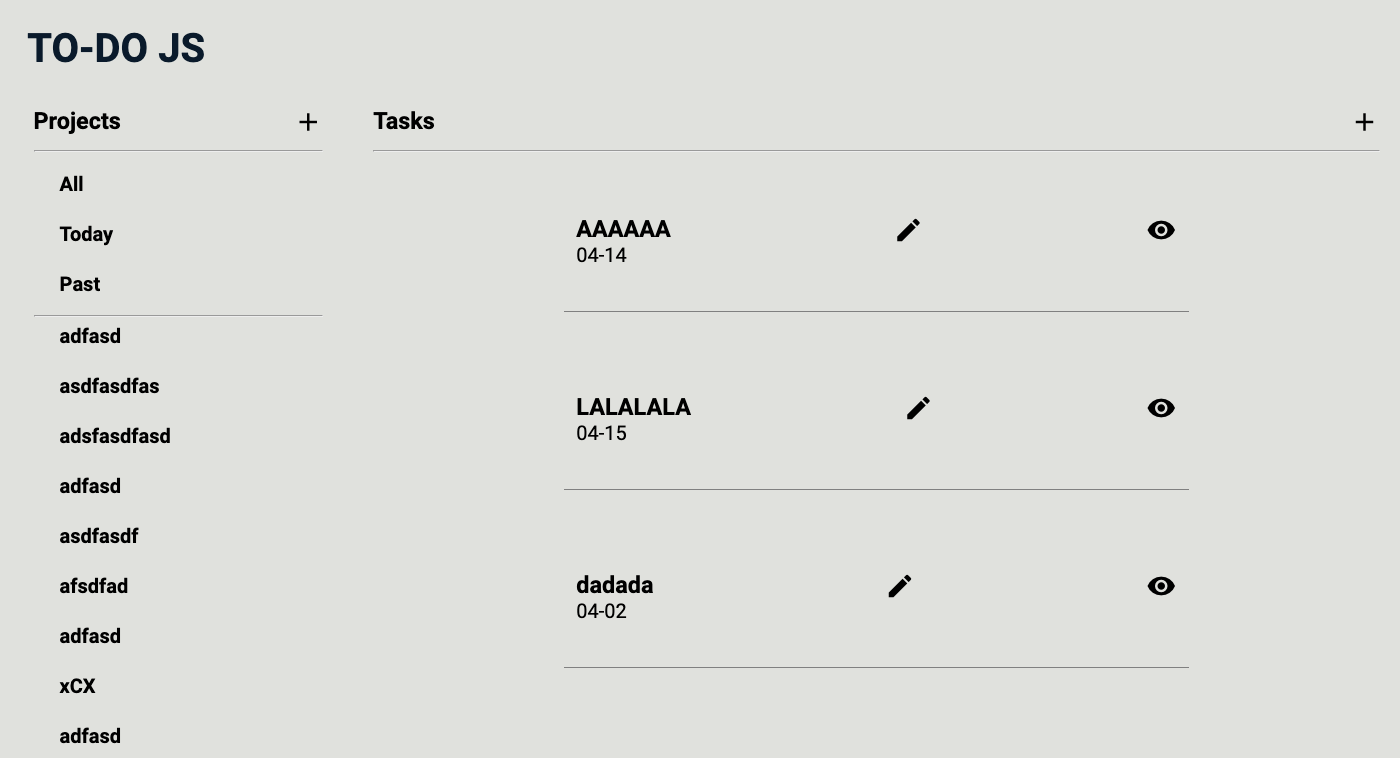 TO-DO JS
Projects
All
Today
Past
adfasd
asdfasdfas
adsfasdfasd
adfasd
asdfasdf
afsdfad
adfasd
xCX
adfasd
Tasks
AAAAAA
04-14
LALALALA
04-15
dadada
04-02